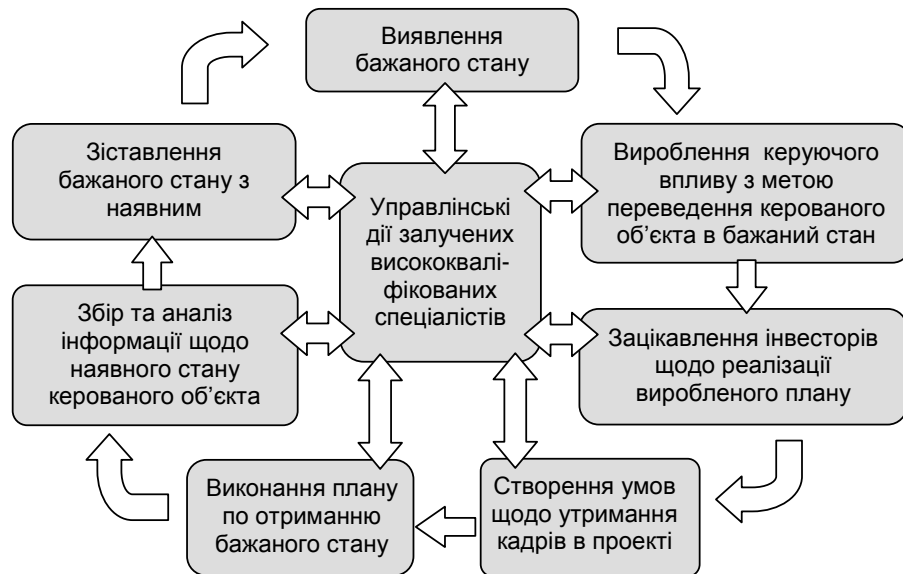 Виявлення
бажаного стану
Зіставлення
бажаного стану з
наявним
Вироблення керуючого
впливу з метою
переведення керованого
об’єкта в бажаний стан
Управлінські
дії залучених
висококвалі-
фікованих
спеціалістів
Збір та аналіз
інформації щодо
наявного стану
керованого об’єкта
Зацікавлення інвесторів
щодо реалізації
виробленого плану
Виконання плану
по отриманню
бажаного стану
Створення умов
щодо утримання
кадрів в проекті